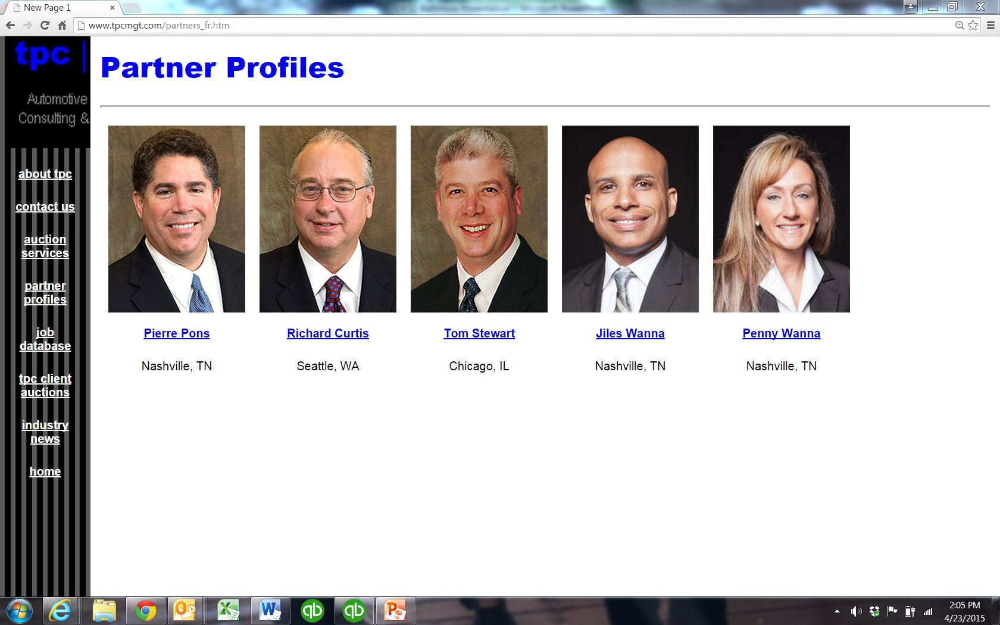 New Page 1
www.tpcmgt.com/partners_fr.htm
tpc |
Automotive
Consulting &
about tpc
contact us
auction
services
partner
profiles
job
database
tpc client
auctions
industry
news
home
Partner Profiles
Pierre Pons
Richard Curtis
Tom Stewart
Jiles Wanna
Penny Wanna
Nashville, TN
Seattle, WA
Chicago, IL
Nashville, TN
Nashville, TN
2:05 PM
4/23/2015